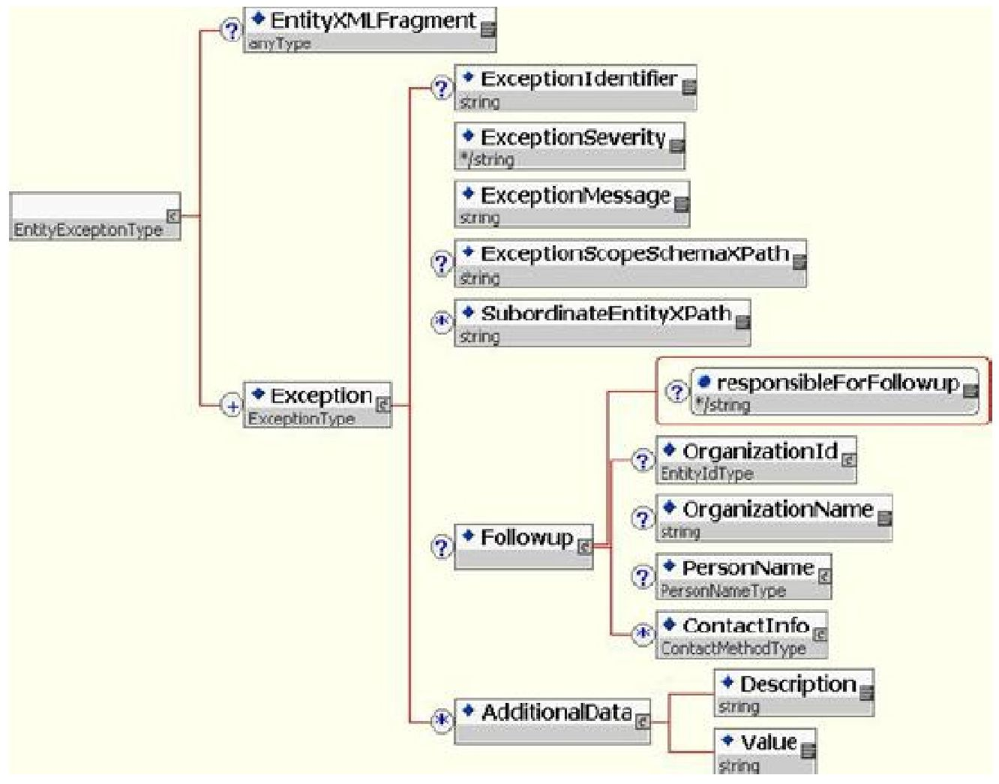 ? EntityXMLFragment
anyType
? ExceptionIdentifier
string
ExceptionSeverity
*/string
ExceptionMessage
string
EntityExceptionType
? ExceptionScopeSchemaXPath
string
* SubordinateEntityXPath
string
+ Exception
ExceptionType
? responsibleForFollowup
*/string
? OrganizationId
EntityIdType
? OrganizationName
string
? Followup
? PersonName
PersonNameType
* ContactInfo
ContactMethodType
* AdditionalData
Description
string
Value
string